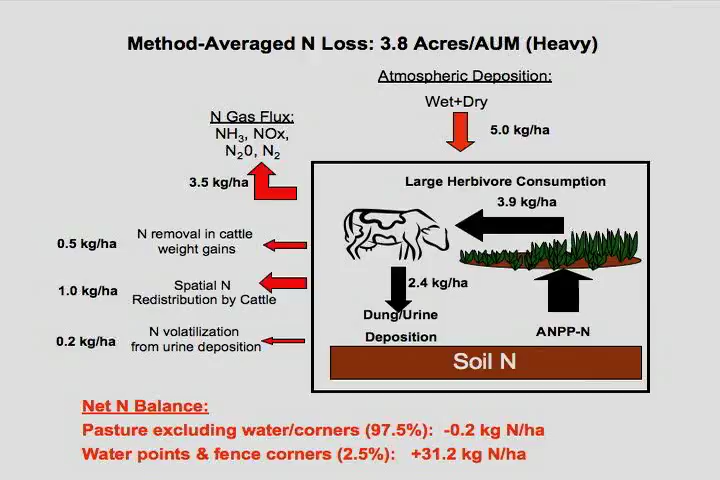 Method-Averaged N Loss: 3.8 Acres/AUM (Heavy)
Atmospheric Deposition:
Wet+Dry
5.0 kg/ha
N Gas Flux:
NH3, NOx,
N20, N2
3.5 kg/ha
Large Herbivore Consumption
3.9 kg/ha
0.5 kg/ha
N removal in cattle
weight gains
1.0 kg/ha
Spatial N
Redistribution by Cattle
2.4 kg/ha
0.2 kg/ha
N volatilization
from urine deposition
Dung/Urine
Deposition
ANPP-N
Soil N
Net N Balance:
Pasture excluding water/corners (97.5%): -0.2 kg N/ha
Water points & fence corners (2.5%): +31.2 kg N/ha